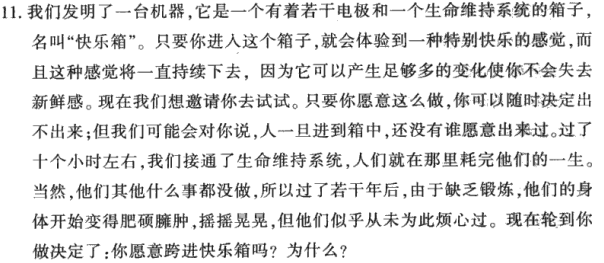 11. 我们发明了一台机器,它是一个有着若干电极和一个生命维持系统的箱子,
名叫“快乐箱”。只要你进入这个箱子,就会体验到一种特别快乐的感觉,而
且这种感觉将一直持续下去,因为它可以产生足够多的变化使你不会失去
新鲜感。现在我们想邀请你去试试。只要你愿意这么做,你可以随时决定出
不出来;但我们可能会对你说,人一旦进到箱中,还没有谁愿意出来过。过了
十个小时左右,我们接通了生命维持系统,人们就在那里耗完他们的一生。
当然,他们其他什么事都没做,所以过了若干年后,由于缺乏锻炼,他们的身
体开始变得肥硕臃肿,摇摇晃晃,但他们似乎从未为此烦心过。现在轮到你
做决定了:你愿意跨进快乐箱吗?为什么?